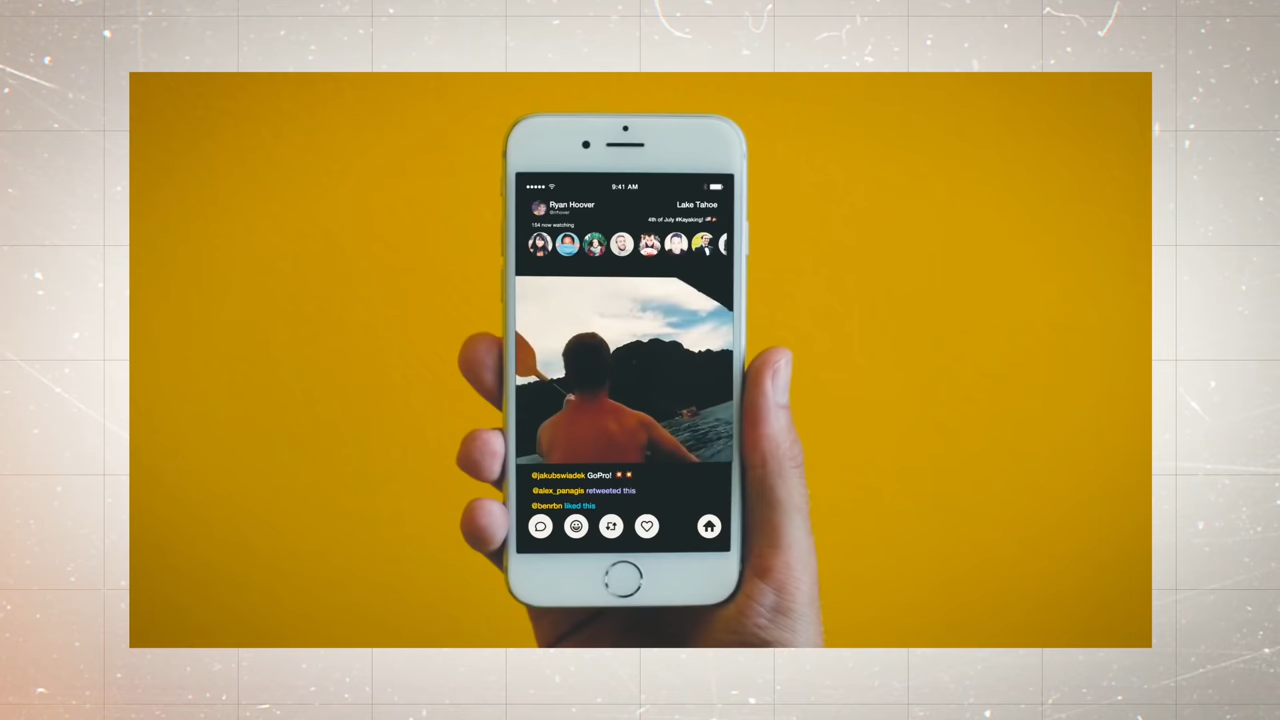 9:41 AM
Ryan Hoover
@rrhoover
Lake Tahoe
4th of July #Kayaking!
154 now watching
@jakubswiadek GoPro!
@alex_panagis retweeted this
@benrbn liked this